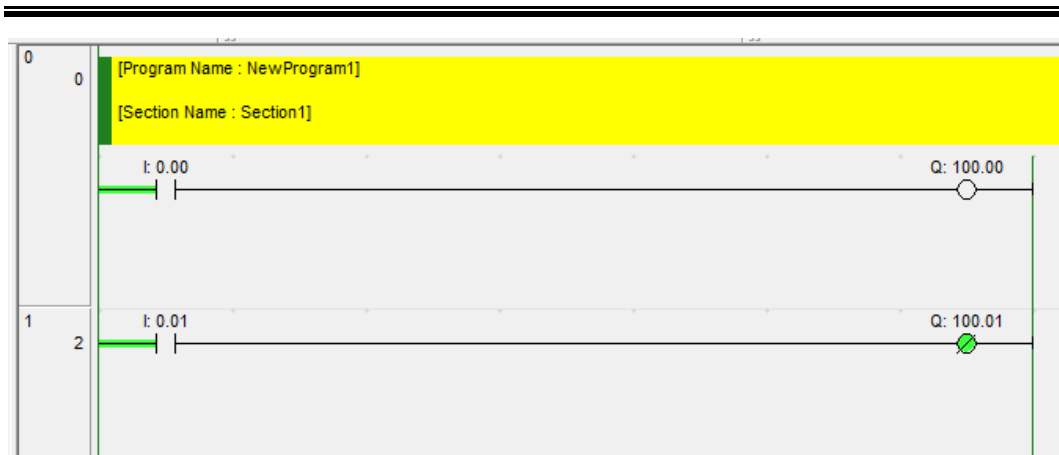 0
0
[Program Name : NewProgram1]
[Section Name : Section1]
I: 0.00
Q: 100.00
1
2
I: 0.01
Q: 100.01